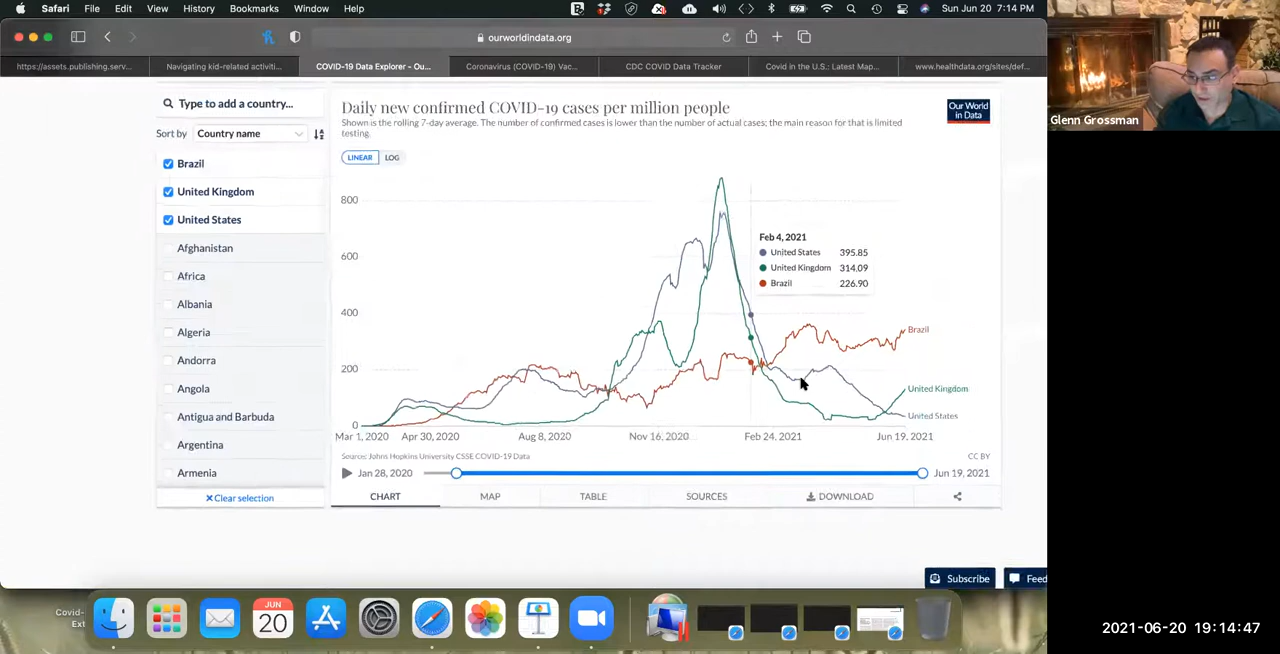 Safari File Edit View History Bookmarks Window Help
Sun Jun 20 7:14 PM
ourworldindata.org
https://assets.publishing.serv...
Navigating kid-related activiti...
COVID-19 Data Explorer - Ou...
Coronavirus (COVID-19) Vac...
CDC COVID Data Tracker
Covid in the U.S.: Latest Map...
www.healthdata.org/sites/def...
Type to add a country...
Sort by Country name
Brazil
United Kingdom
United States
Afghanistan
Africa
Albania
Algeria
Andorra
Angola
Antigua and Barbuda
Argentina
Armenia
Clear selection
Daily new confirmed COVID-19 cases per million people
Shown is the rolling 7-day average. The number of confirmed cases is lower than the number of actual cases; the main reason for that is limited
testing.
Our World
in Data
LINEAR LOG
800
600
400
200
0
Feb 4, 2021
United States 395.85
United Kingdom 314.09
Brazil 226.90
Brazil
United Kingdom
United States
Mar 1, 2020 Apr 30, 2020 Aug 8, 2020 Nov 16, 2020 Feb 24, 2021 Jun 19, 2021
Source: Johns Hopkins University CSSE COVID-19 Data
CC BY
Jan 28, 2020
Jun 19, 2021
CHART MAP TABLE SOURCES DOWNLOAD
Subscribe
Feed
Glenn Grossman
Covid-
Ext
JUN
20
2021-06-20 19:14:47